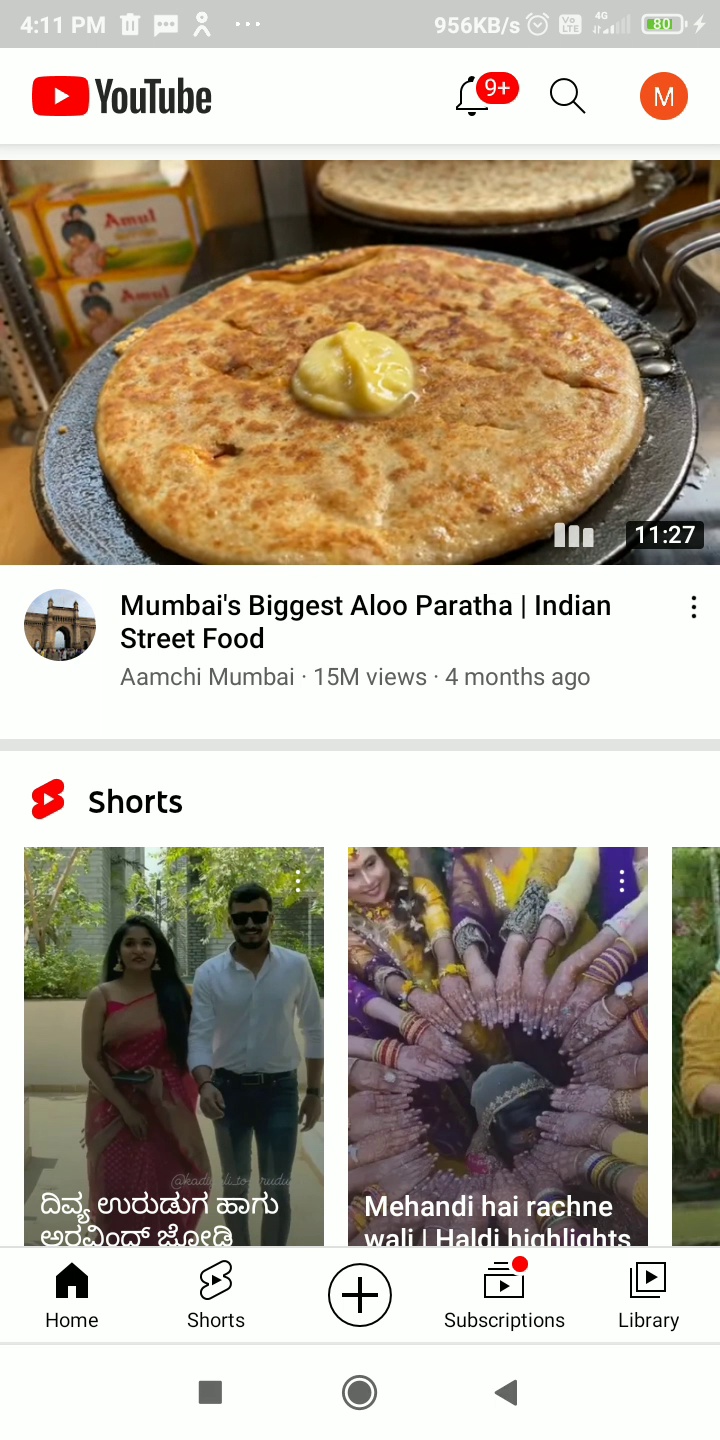 4:11 PM
956KB/s
Vo
LTE
4G
80
YouTube
9+
M
Amul
Amul
11:27
Mumbai's Biggest Aloo Paratha | Indian
Street Food
Aamchi Mumbai · 15M views · 4 months ago
Shorts
ದಿವ್ಯ ಉರುಡುಗ ಹಾಗು
ಅರವಿಂದ್ ಜೋಡಿ
Mehandi hai rachne
wali | Haldi highlights
Home
Shorts
Subscriptions
Library